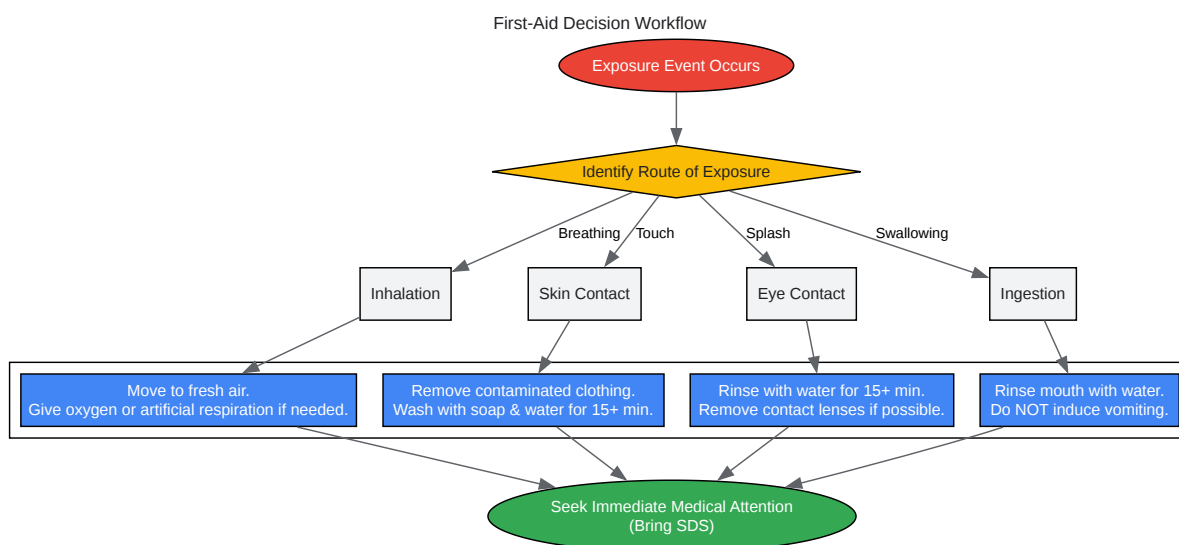 First-Aid Decision Workflow
Exposure Event Occurs
Identify Route of Exposure
Breathing
Touch
Splash
Swallowing
Inhalation
Skin Contact
Eye Contact
Ingestion
Move to fresh air.
Give oxygen or artificial respiration if needed.
Remove contaminated clothing.
Wash with soap & water for 15+ min.
Rinse with water for 15+ min.
Remove contact lenses if possible.
Rinse mouth with water.
Do NOT induce vomiting.
Seek Immediate Medical Attention
(Bring SDS)